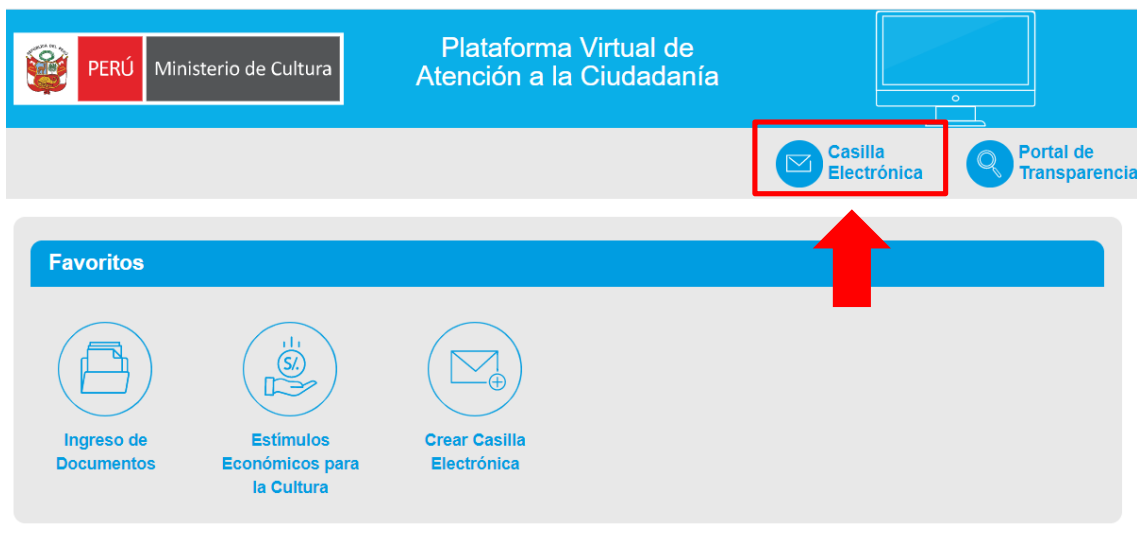 PERÚ Ministerio de Cultura
Plataforma Virtual de
Atención a la Ciudadanía
Casilla
Electrónica
Portal de
Transparencia
Favoritos
S/.
Ingreso de
Documentos
Estímulos
Económicos para
la Cultura
Crear Casilla
Electrónica